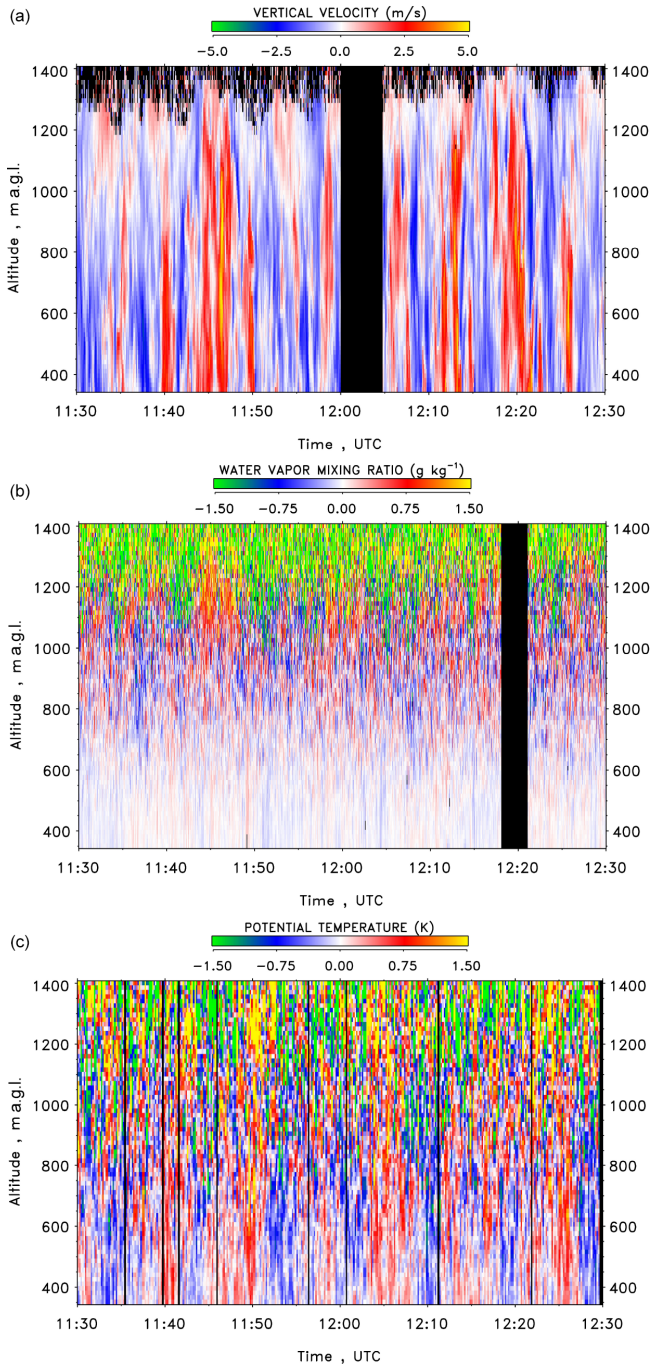 (a)
VERTICAL VELOCITY (m/s)
−5.0 −2.5 0.0 2.5 5.0
Altitude , m a.g.l.
1400 1400
1200 1200
1000 1000
800 800
600 600
400 400
11:30 11:40 11:50 12:00 12:10 12:20 12:30
Time , UTC
(b)
WATER VAPOR MIXING RATIO (g kg⁻¹)
−1.50 −0.75 0.00 0.75 1.50
Altitude , m a.g.l.
1400 1400
1200 1200
1000 1000
800 800
600 600
400 400
11:30 11:40 11:50 12:00 12:10 12:20 12:30
Time , UTC
(c)
POTENTIAL TEMPERATURE (K)
−1.50 −0.75 0.00 0.75 1.50
Altitude , m a.g.l.
1400 1400
1200 1200
1000 1000
800 800
600 600
400 400
11:30 11:40 11:50 12:00 12:10 12:20 12:30
Time , UTC